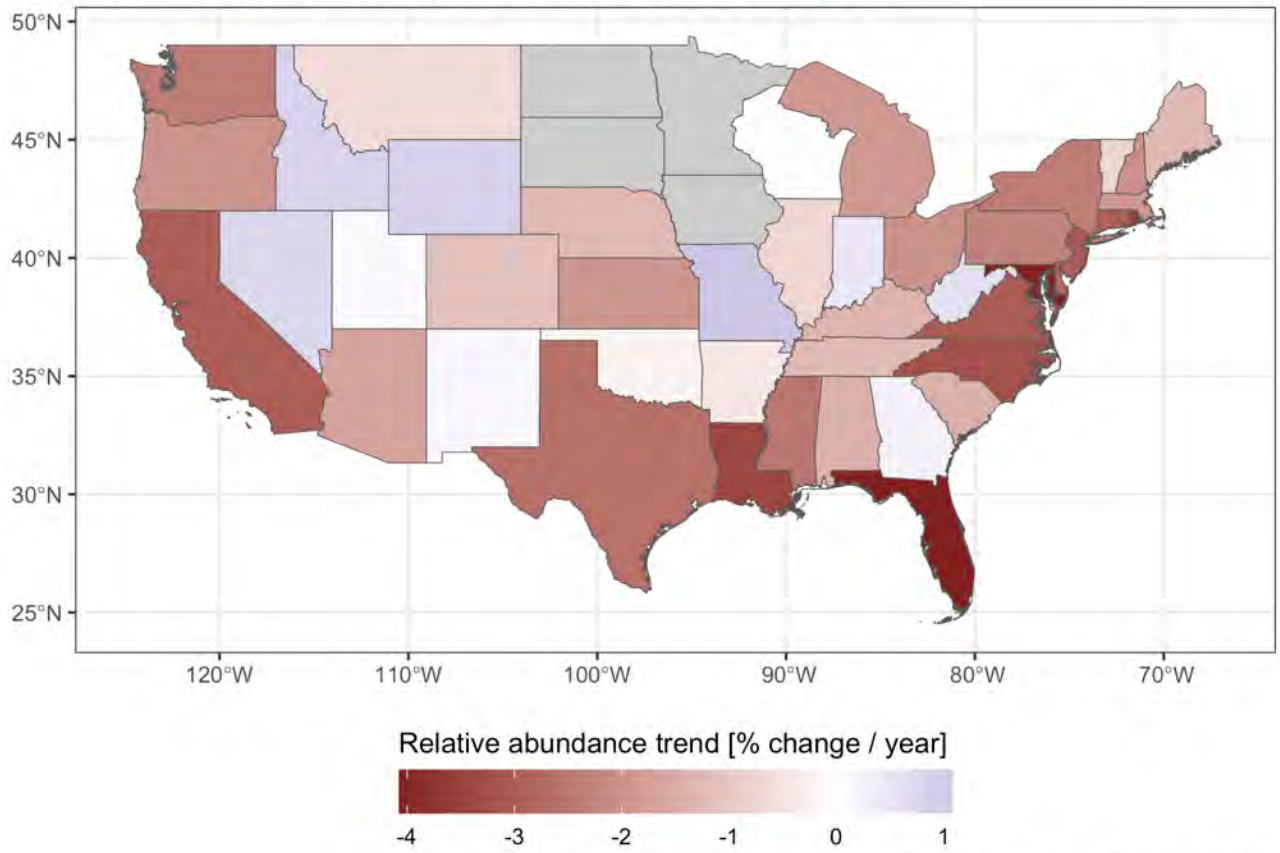 50°N
45°N
40°N
35°N
30°N
25°N
120°W 110°W 100°W 90°W 80°W 70°W
Relative abundance trend [% change / year]
-4 -3 -2 -1 0 1